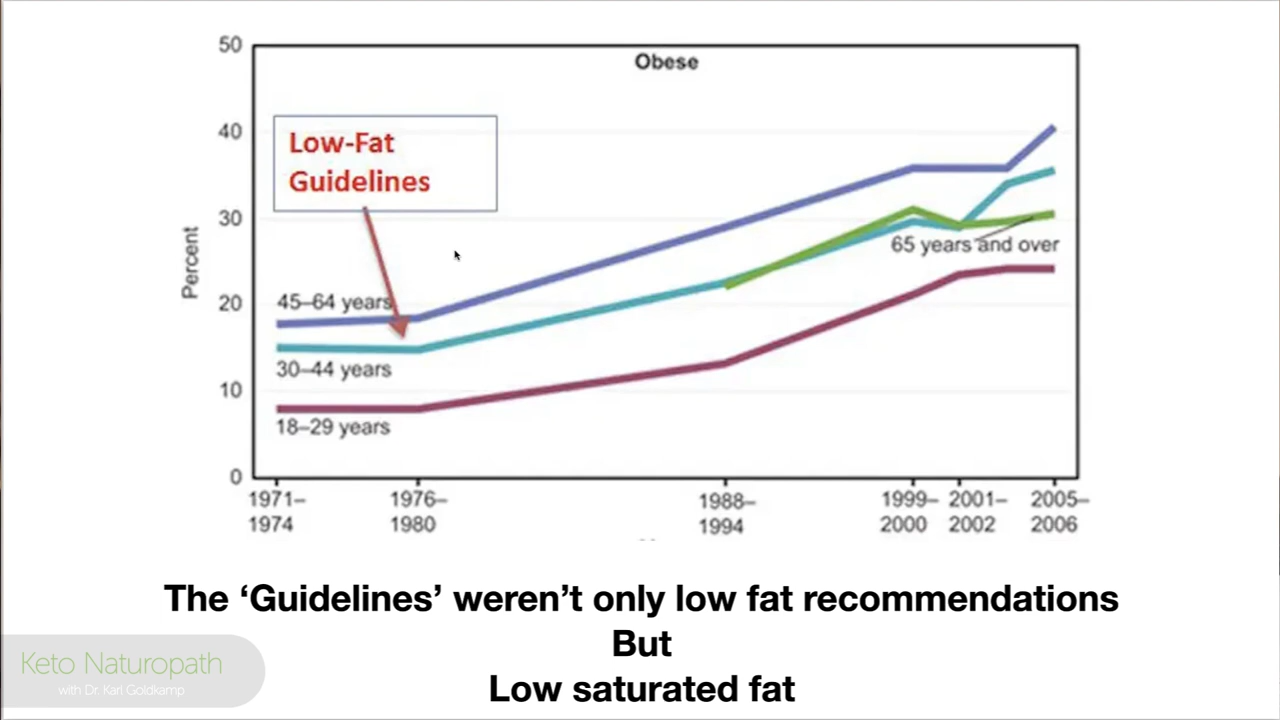 50
Obese
40
Low-Fat
Guidelines
30
65 years and over
Percent
20
45–64 years
30–44 years
10
18–29 years
0
1971–
1974
1976–
1980
1988–
1994
1999–
2000
2001–
2002
2005–
2006
The ‘Guidelines’ weren’t only low fat recommendations
But
Low saturated fat
Keto Naturopath
with Dr. Karl Goldkamp